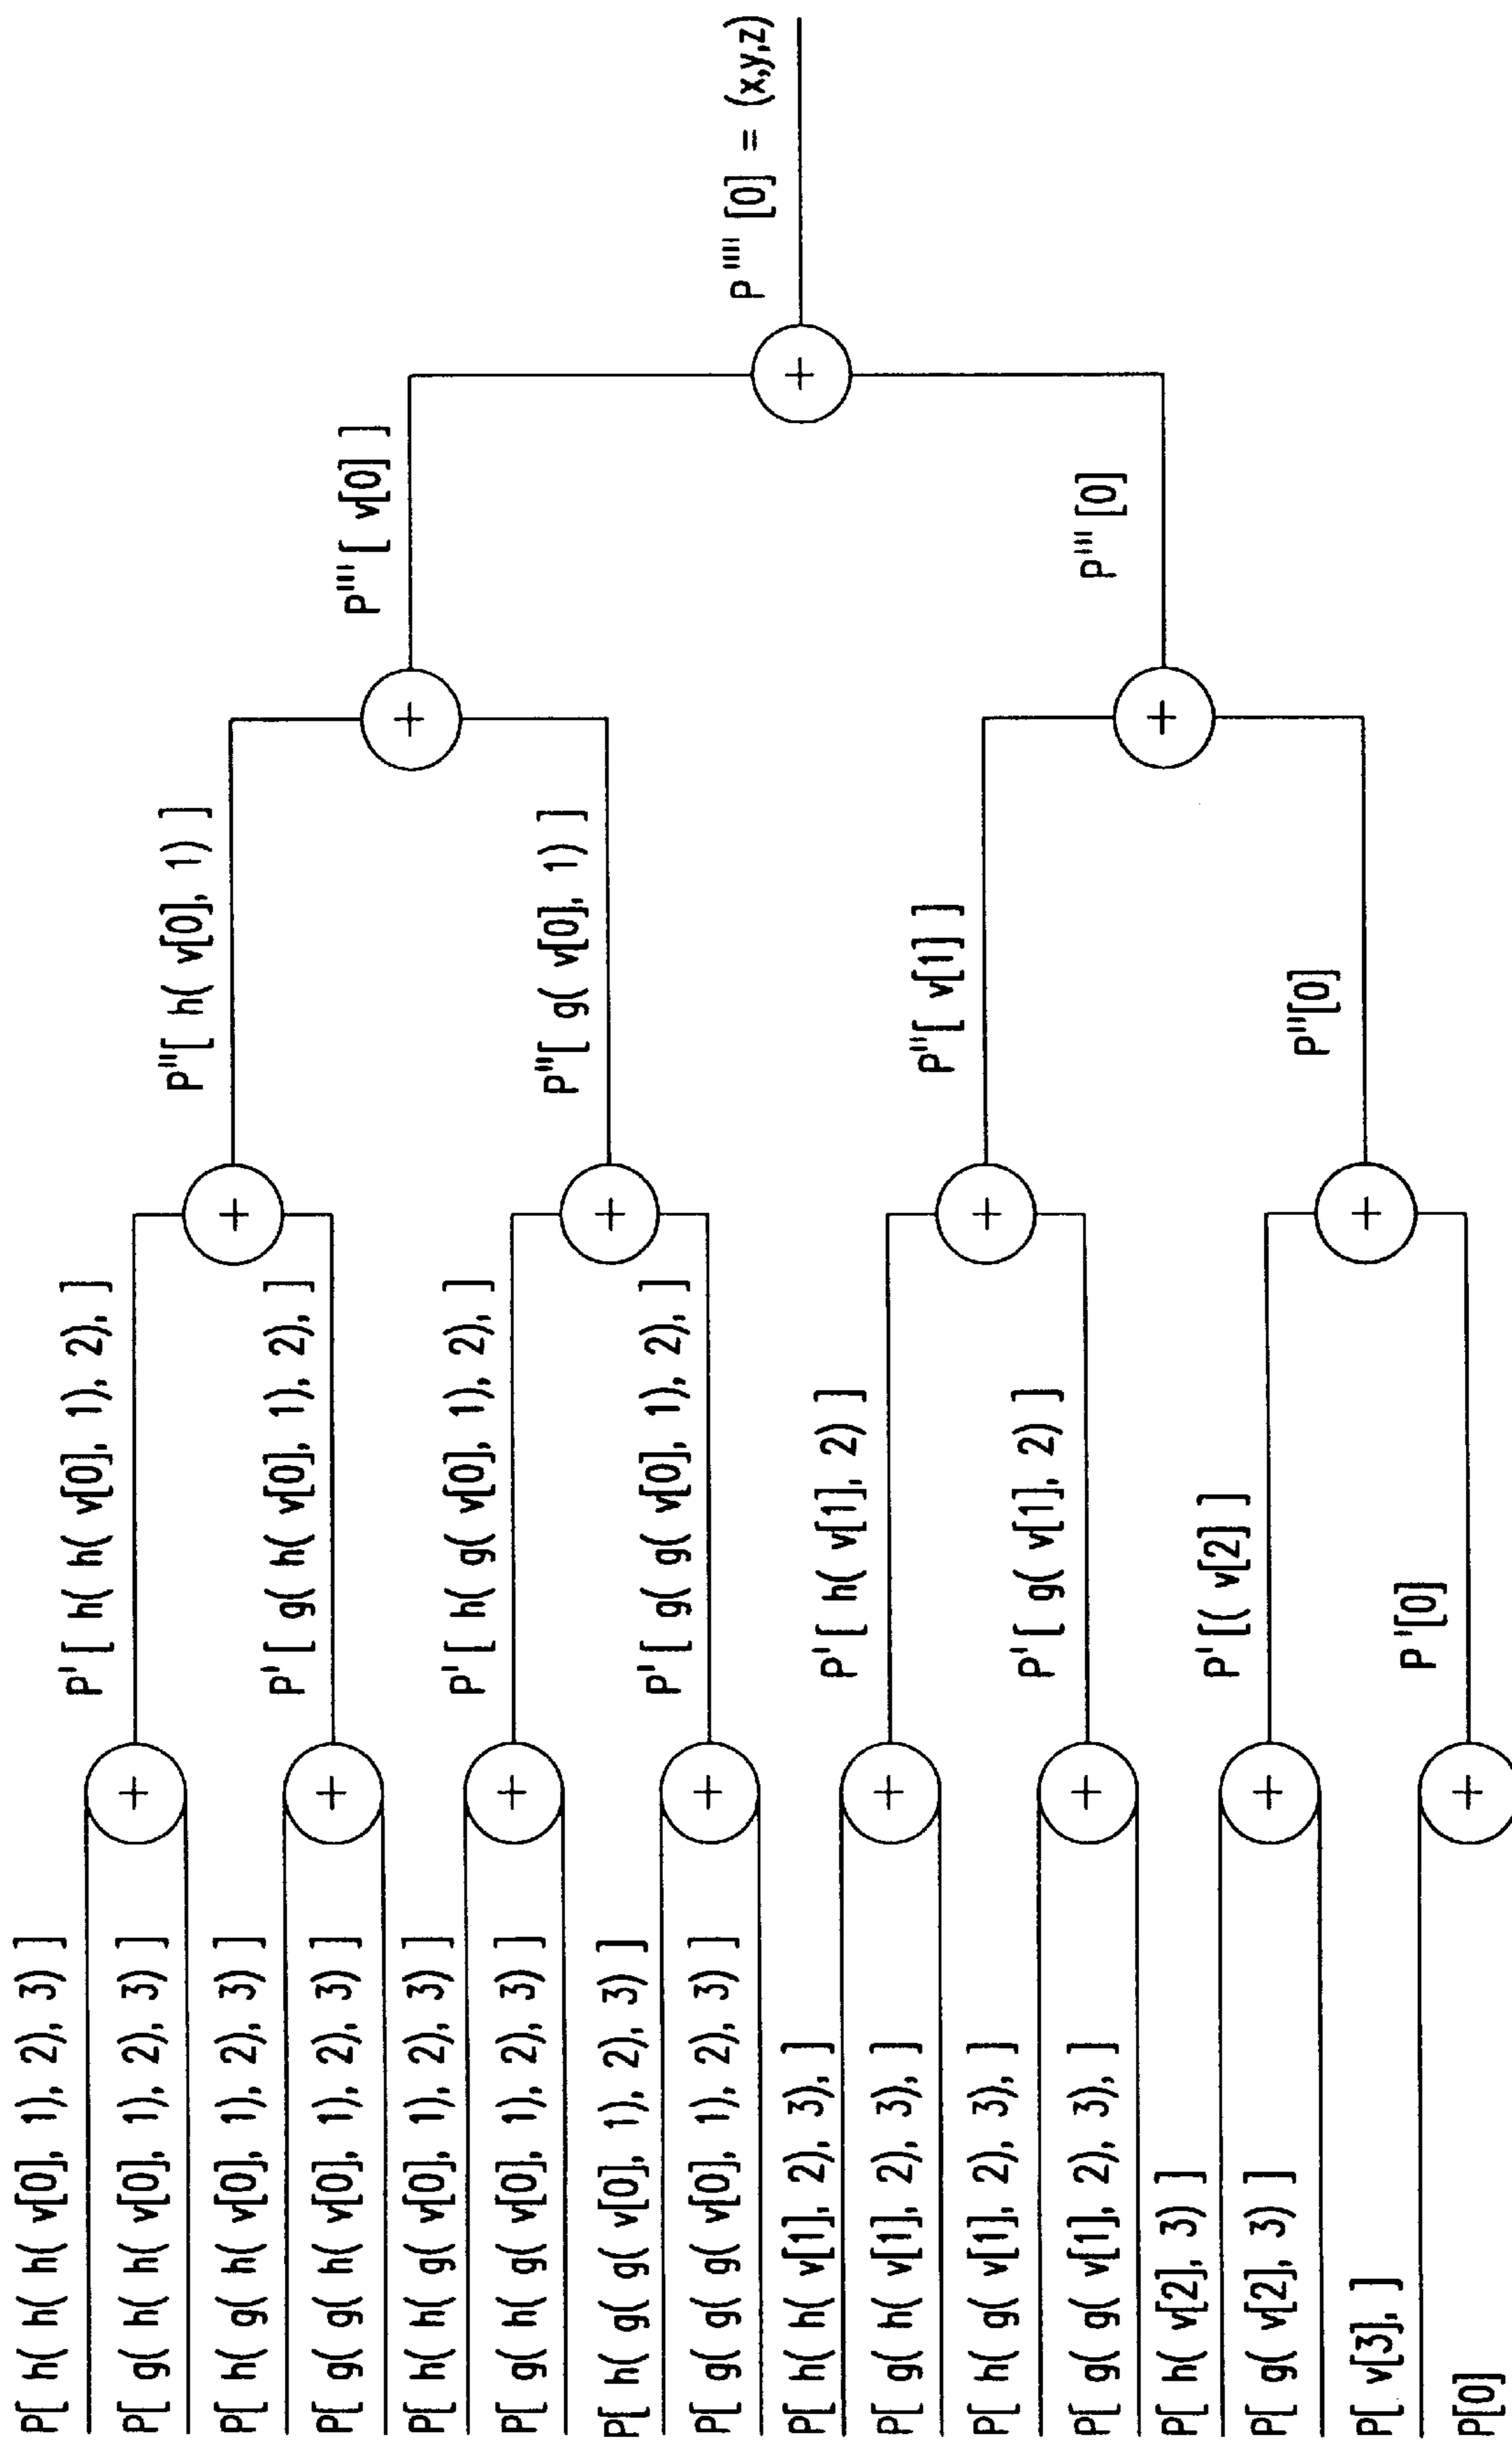 P[ h( h( h( v[0], 1), 2), 3) ]
P[ g( h( h( v[0], 1), 2), 3) ]
P[ h( g( h( v[0], 1), 2), 3) ]
P[ g( g( h( v[0], 1), 2), 3) ]
P[ h( h( g( v[0], 1), 2), 3) ]
P[ g( h( g( v[0], 1), 2), 3) ]
P[ h( g( g( v[0], 1), 2), 3) ]
P[ g( g( g( v[0], 1), 2), 3) ]
P[ h( h( v[1], 2), 3), ]
P[ g( h( v[1], 2), 3), ]
P[ h( g( v[1], 2), 3), ]
P[ g( g( v[1], 2), 3), ]
P[ h( v[2], 3) ]
P[ g( v[2], 3) ]
P[ v[3], ]
P[0]
+
+
+
+
+
+
+
+
P'[ h( h( v[0], 1), 2), ]
P'[ g( h( v[0], 1), 2), ]
P'[ h( g( v[0], 1), 2), ]
P'[ g( g( v[0], 1), 2), ]
P'[ h( v[1], 2) ]
P'[ g( v[1], 2) ]
P'[( v[2] ]
P'[0]
+
+
+
+
P''[ h( v[0], 1) ]
P''[ g( v[0], 1) ]
P''[ v[1] ]
P''[0]
+
+
P'''[ v[0] ]
P'''[0]
+
P''''[0] = (x,y,z)